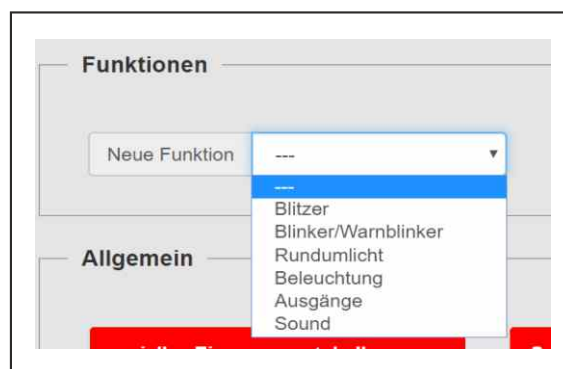 Funktionen
Neue Funktion ---
---
Blitzer
Blinker/Warnblinker
Rundumlicht
Beleuchtung
Ausgänge
Sound
Allgemein